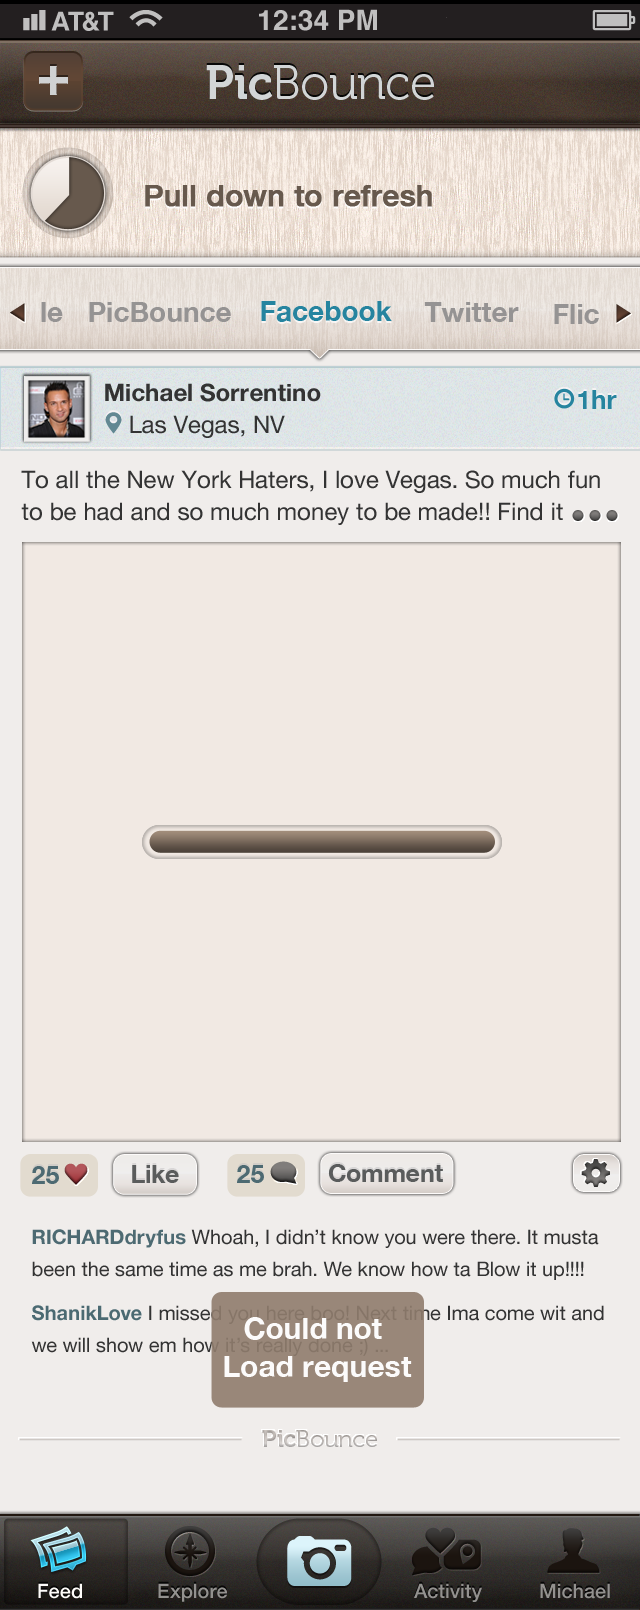 AT&T 12:34 PM
PicBounce
Pull down to refresh
le PicBounce Facebook Twitter Flic
Michael Sorrentino
Las Vegas, NV
1hr
To all the New York Haters, I love Vegas. So much fun
to be had and so much money to be made!! Find it
25 Like 25 Comment
RICHARDdryfus Whoah, I didn't know you were there. It musta
been the same time as me brah. We know how ta Blow it up!!!!
ShanikLove I missed you here boo! Next time Ima come wit and
we will show em how it's really done ;) ...
Could not
Load request
PicBounce
Feed Explore Activity Michael